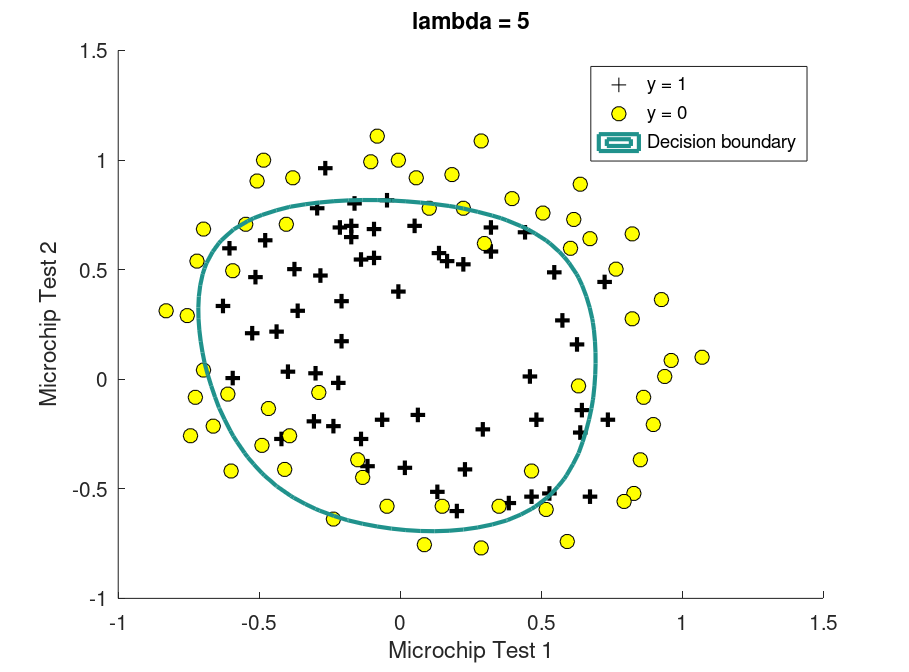 lambda = 5
y = 1
y = 0
Decision boundary
1.5
1
0.5
0
-0.5
-1
Microchip Test 2
-1
-0.5
0
0.5
1
1.5
Microchip Test 1